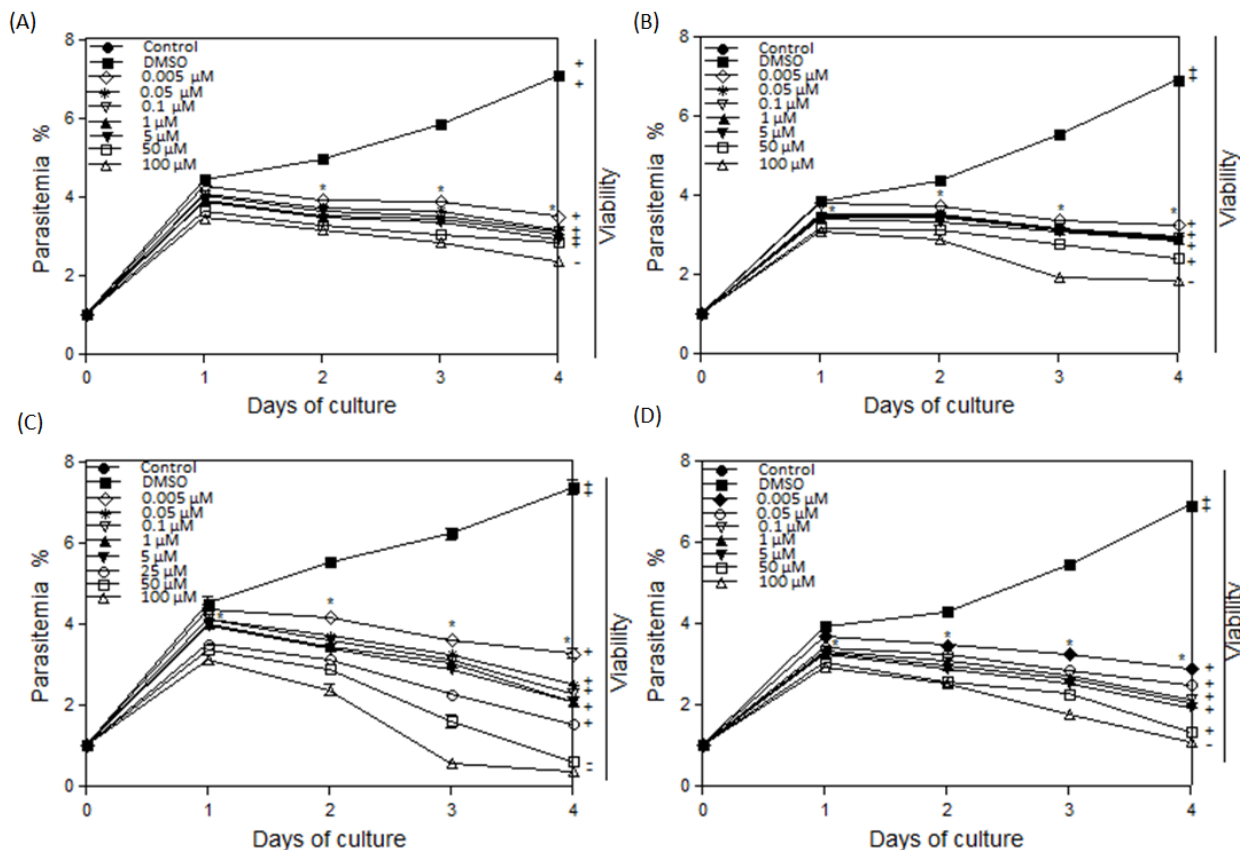 (A)
8
6
4
2
0
Parasitemia %
Control
DMSO
0.005 µM
0.05 µM
0.1 µM
1 µM
5 µM
50 µM
100 µM
*
*
*
+
+
+
+
‡
‡
-
Viability
0
1
2
3
4
Days of culture
(B)
8
6
4
2
0
Parasitemia %
Control
DMSO
0.005 µM
0.05 µM
0.1 µM
1 µM
5 µM
50 µM
100 µM
*
*
*
*
‡
+
+
+
+
-
Viability
0
1
2
3
4
Days of culture
(C)
8
6
4
2
0
Parasitemia %
Control
DMSO
0.005 µM
0.05 µM
0.1 µM
1 µM
5 µM
25 µM
50 µM
100 µM
*
*
*
*
‡
+
+
+
+
+
-
-
Viability
0
1
2
3
4
Days of culture
(D)
8
6
4
2
0
Parasitemia %
Control
DMSO
0.005 µM
0.05 µM
0.1 µM
1 µM
5 µM
50 µM
100 µM
*
*
*
*
‡
+
+
+
+
+
-
Viability
0
1
2
3
4
Days of culture